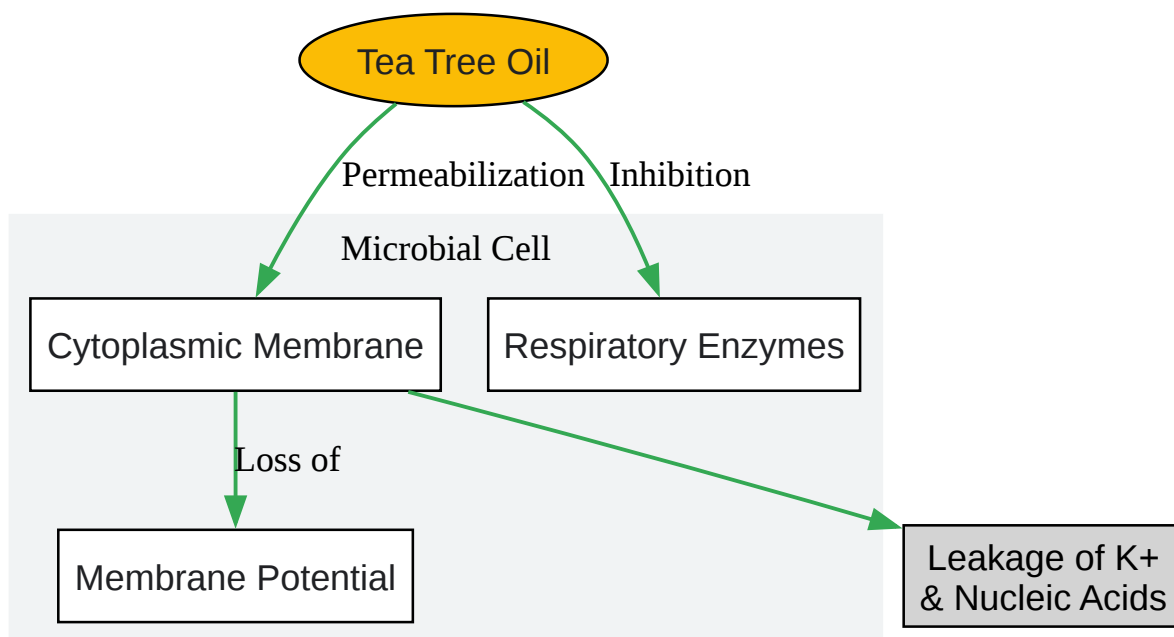 Tea Tree Oil
Permeabilization
Inhibition
Microbial Cell
Cytoplasmic Membrane
Respiratory Enzymes
Loss of
Membrane Potential
Leakage of K+
& Nucleic Acids